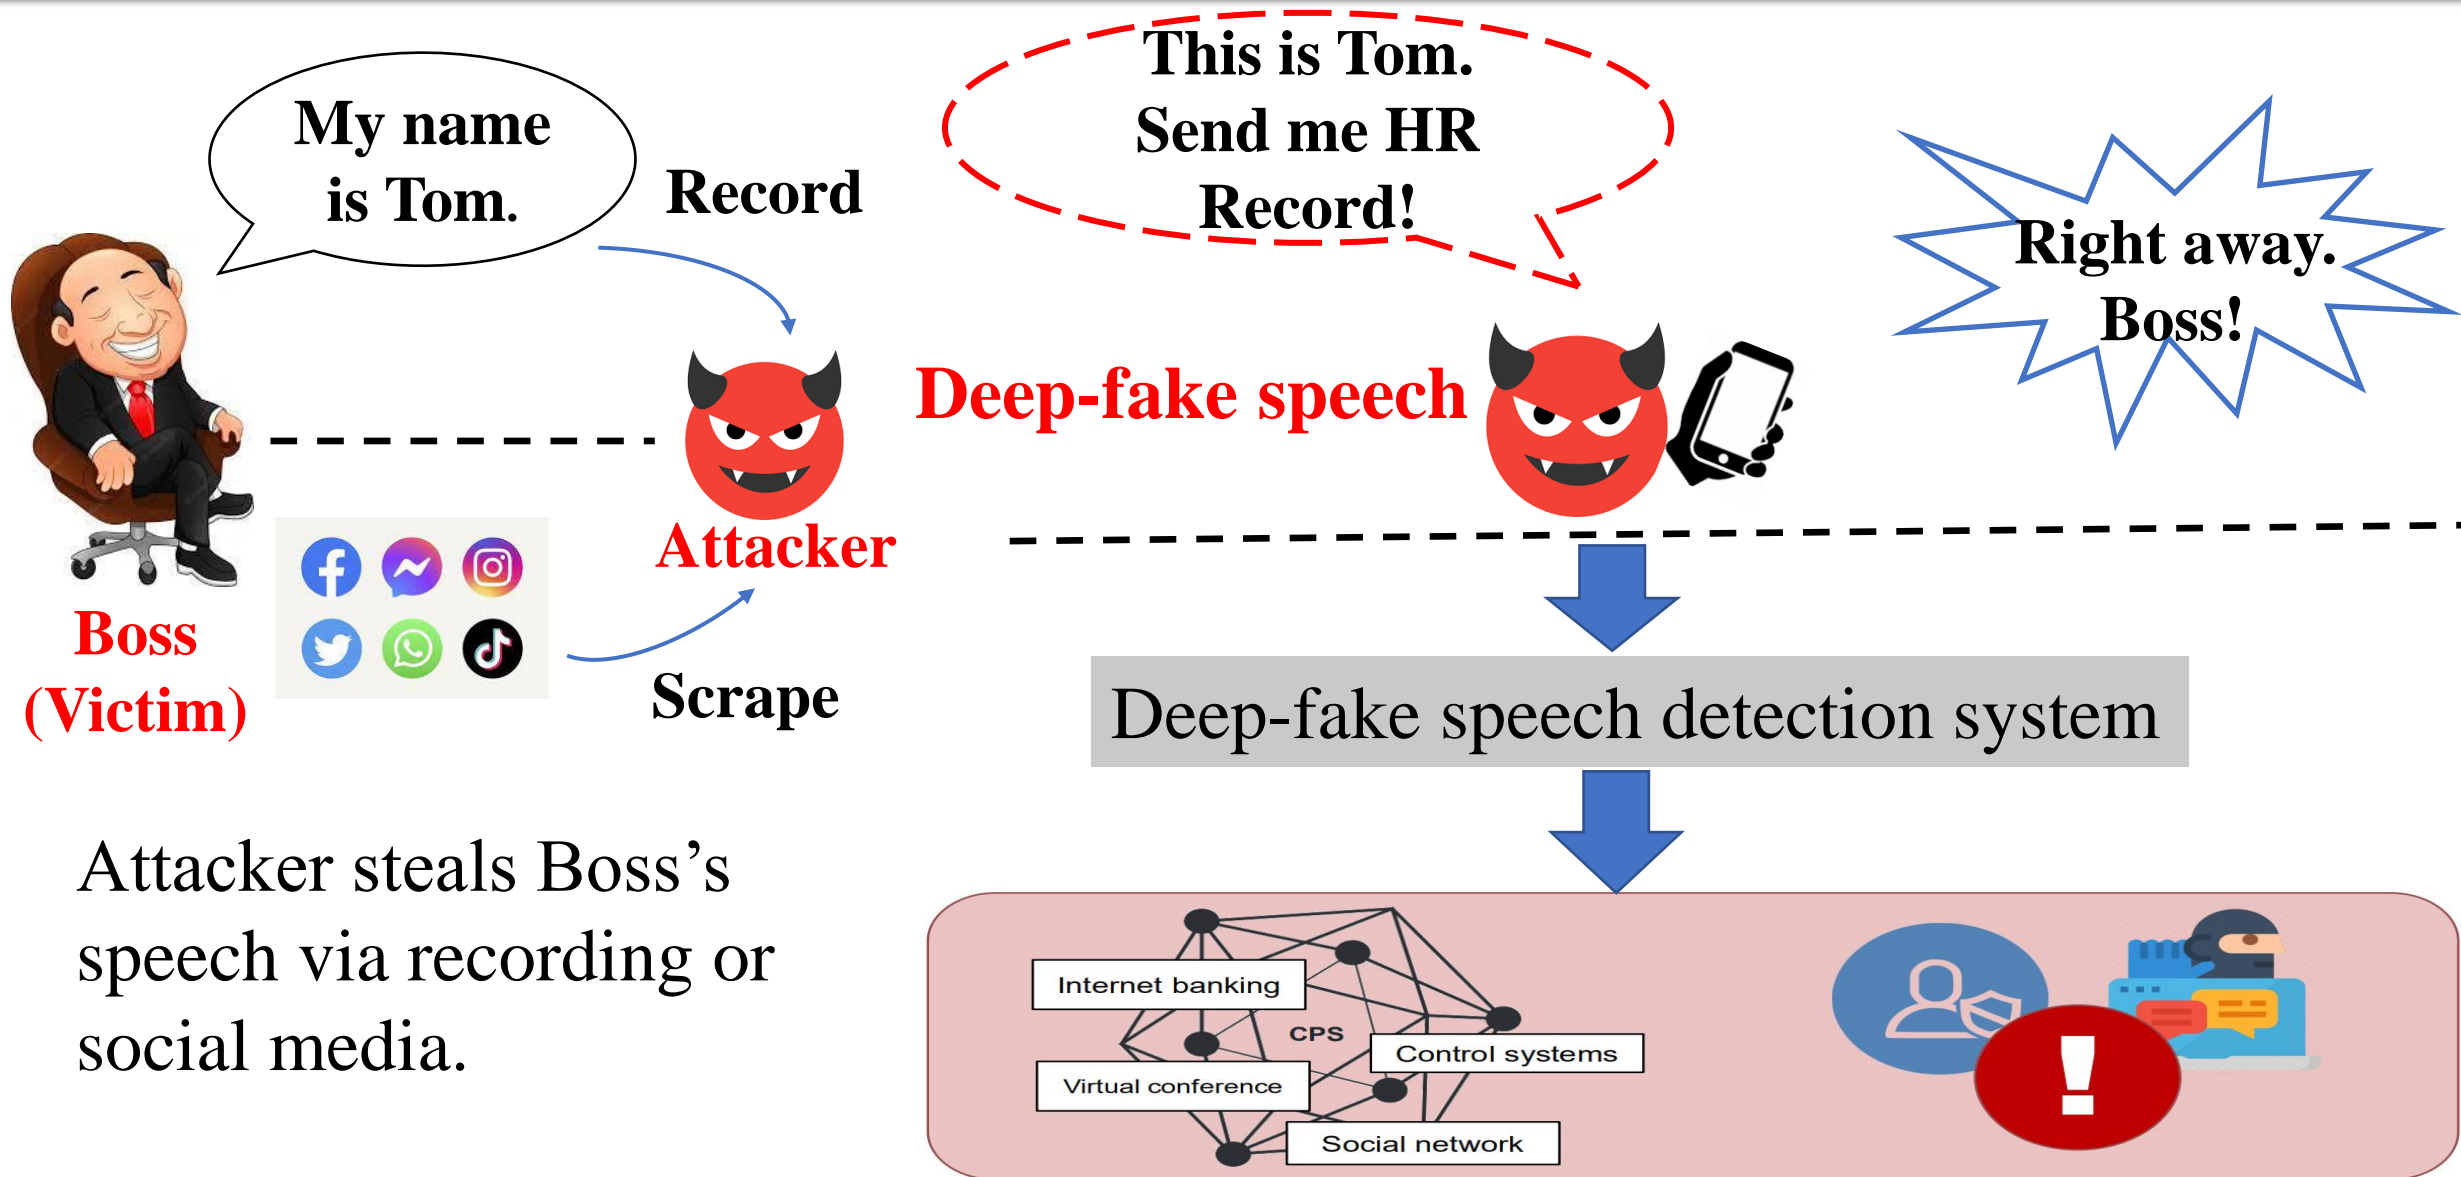 My name
is Tom.
Record
This is Tom.
Send me HR
Record!
Right away.
Boss!
Deep-fake speech
Attacker
Boss
(Victim)
Scrape
Deep-fake speech detection system
Attacker steals Boss’s
speech via recording or
social media.
Internet banking
CPS
Control systems
Virtual conference
Social network
!